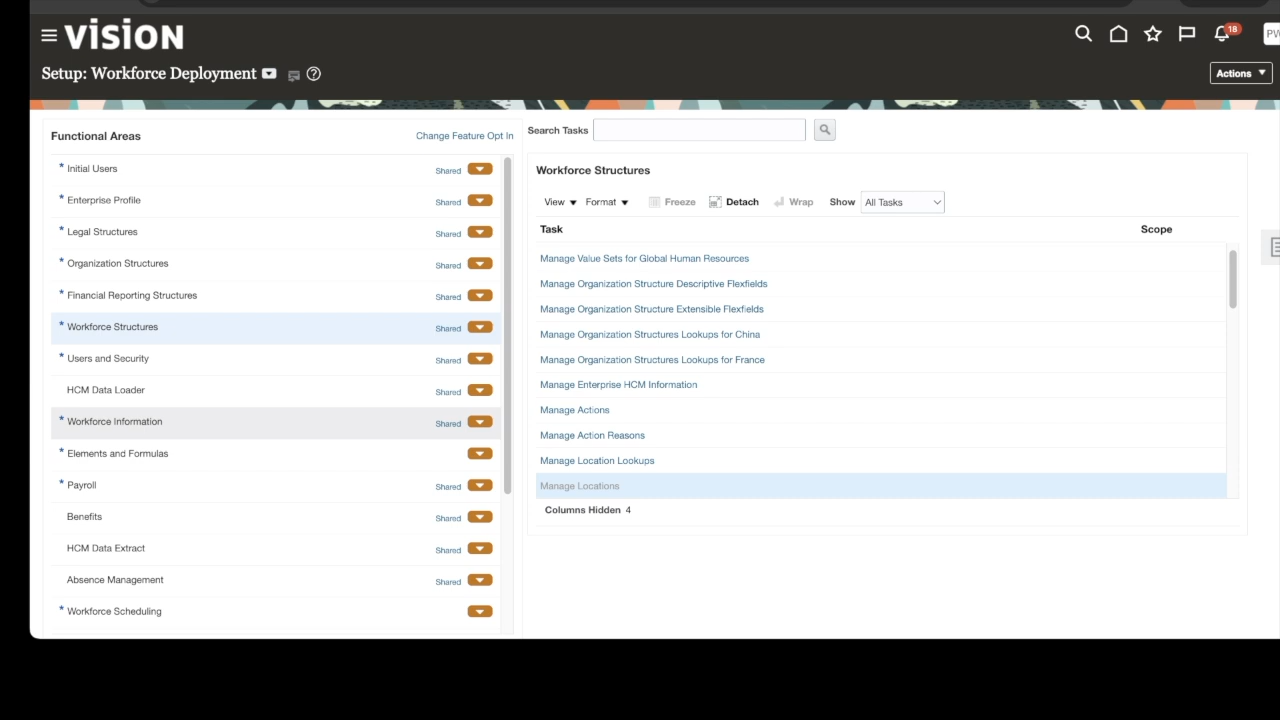 vision
18
Setup: Workforce Deployment
Actions
Functional Areas
Change Feature Opt In
* Initial Users Shared
* Enterprise Profile Shared
* Legal Structures Shared
* Organization Structures Shared
* Financial Reporting Structures Shared
* Workforce Structures Shared
* Users and Security Shared
HCM Data Loader Shared
* Workforce Information Shared
* Elements and Formulas
* Payroll Shared
Benefits Shared
HCM Data Extract Shared
Absence Management Shared
* Workforce Scheduling
Search Tasks
Workforce Structures
View Format Freeze Detach Wrap Show All Tasks
Task Scope
Manage Value Sets for Global Human Resources
Manage Organization Structure Descriptive Flexfields
Manage Organization Structure Extensible Flexfields
Manage Organization Structures Lookups for China
Manage Organization Structures Lookups for France
Manage Enterprise HCM Information
Manage Actions
Manage Action Reasons
Manage Location Lookups
Manage Locations
Columns Hidden 4